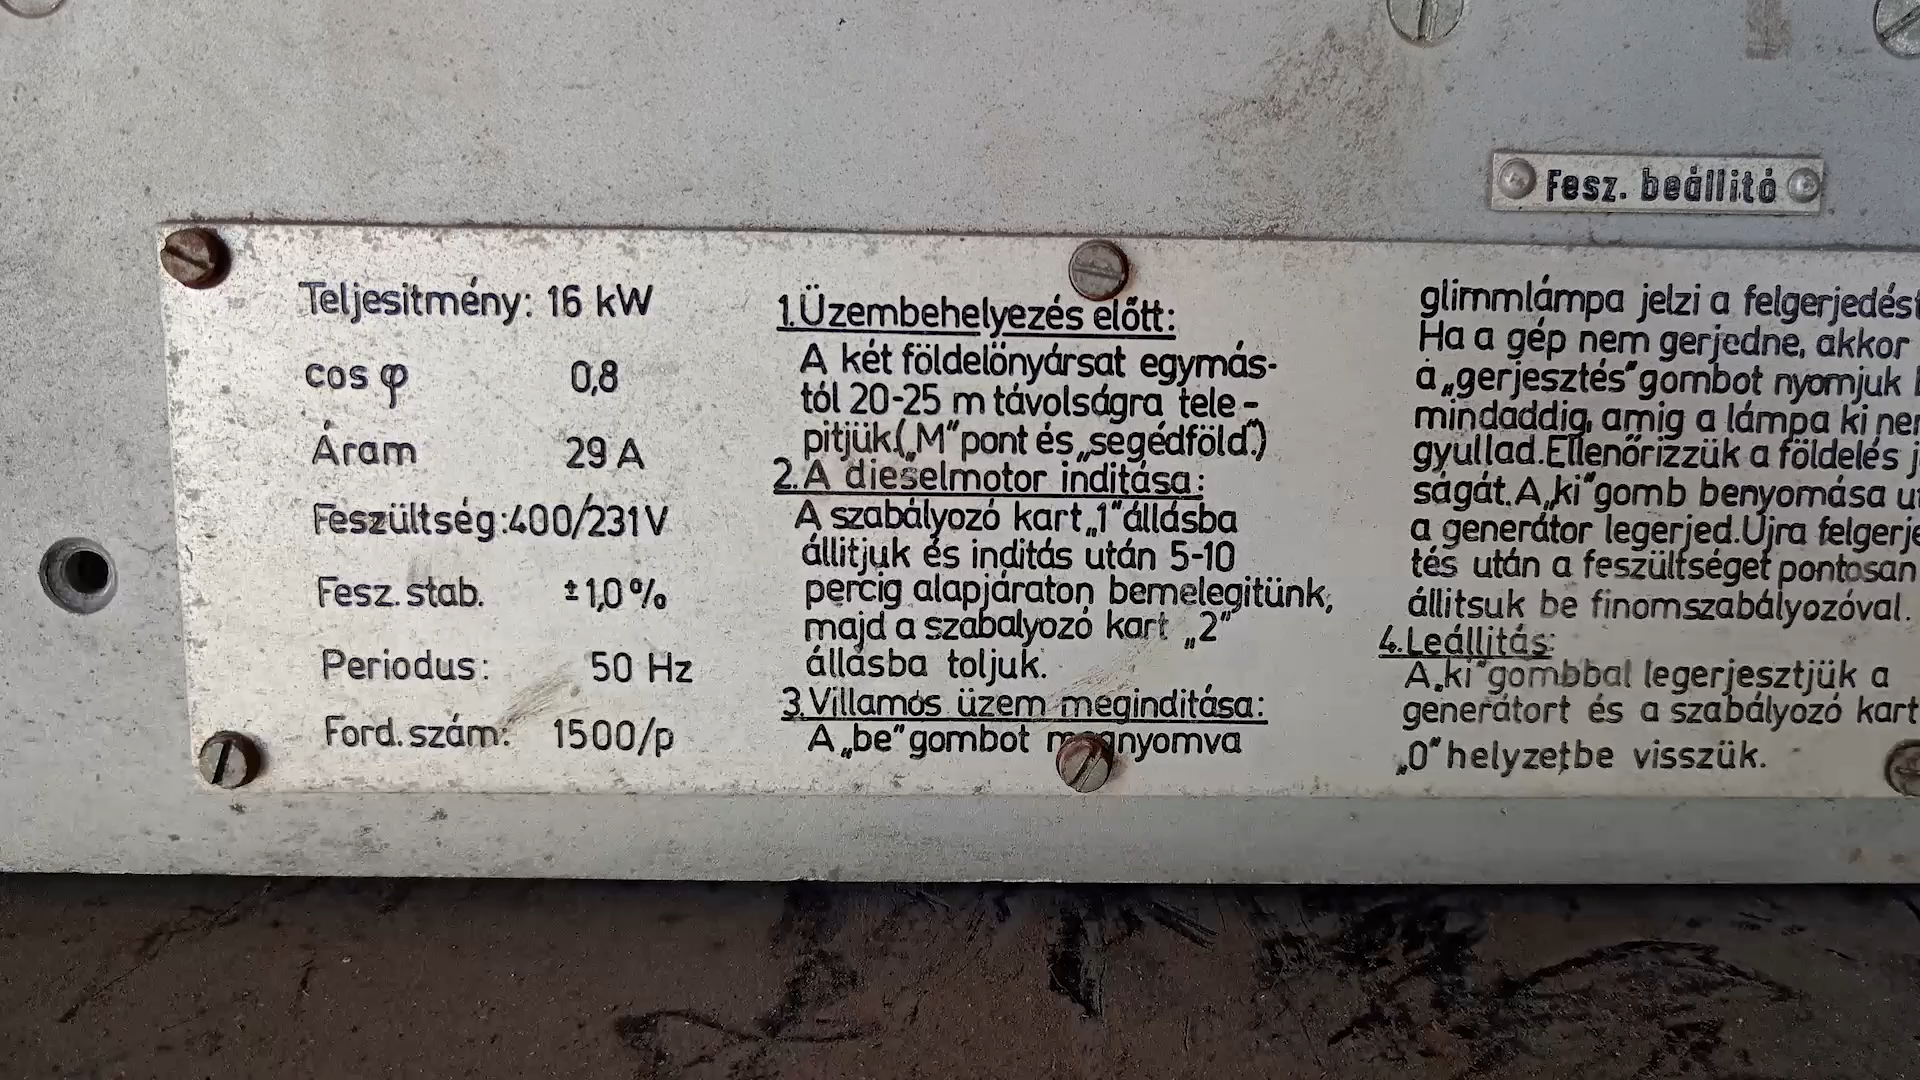 Fesz. beállitó
Teljesitmény: 16 kW
cos φ 0,8
Áram 29 A
Feszültség: 400/231 V
Fesz. stab. ±1,0 %
Periodus: 50 Hz
Ford. szám: 1500/p
1. Üzembehelyezés előtt:
A két földelőnyársat egymás-
tól 20-25 m távolságra tele-
pitjük.(„M" pont és „segédföld.")
2. A dieselmotor inditása:
A szabályozó kart „1" állásba
állitjuk és inditás után 5-10
percig alapjáraton bemelegitünk,
majd a szabalyozó kart „2"
állásba toljuk.
3. Villamos üzem meginditása:
A „be" gombot megnyomva
glimmlámpa jelzi a felgerjedést
Ha a gép nem gerjedne, akkor
a „gerjesztés" gombot nyomjuk
mindaddig, amig a lámpa ki
gyullad. Ellenőrizzük a földelés
ságát. A „ki" gomb benyomása
a generátor legerjed. Újra
tés után a feszültséget pontosan
állitsuk be finomszabályozóval.
4. Leállitás:
A „ki" gombbal legerjesztjük a
generátort és a szabályozó kart
„0" helyzetbe visszük.